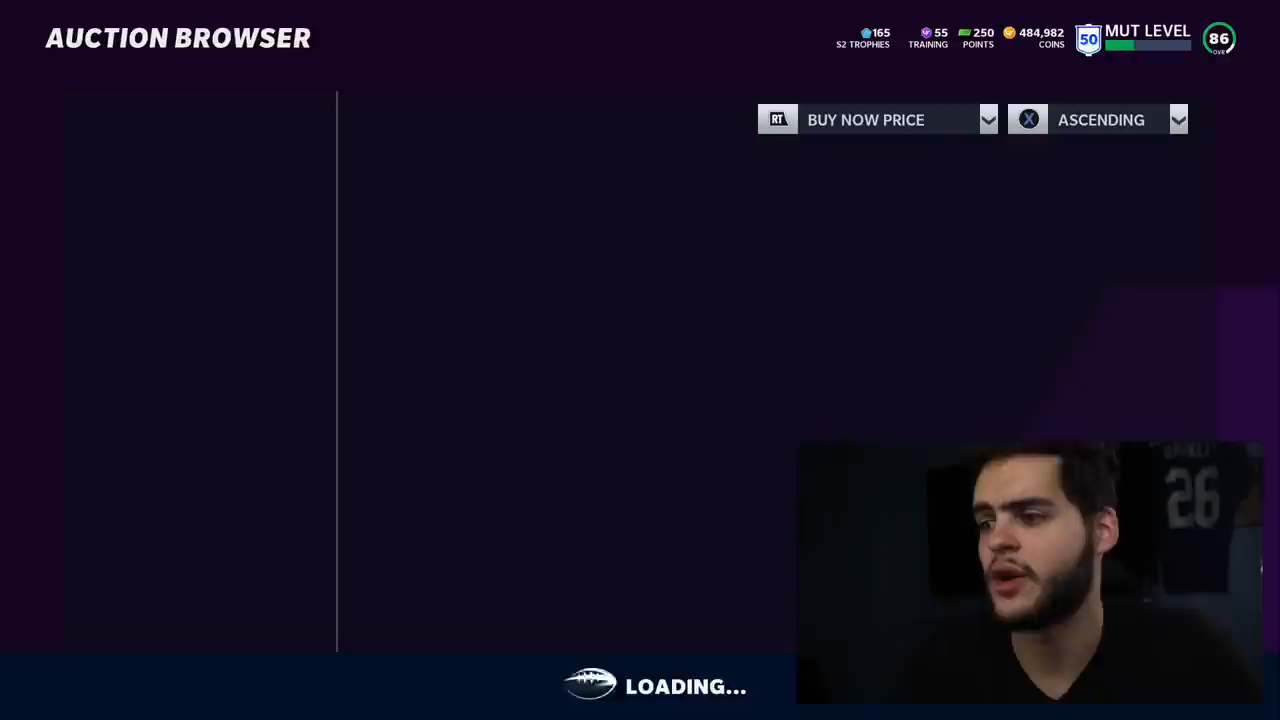 AUCTION BROWSER
165
S2 TROPHIES
55
TRAINING
250
POINTS
484,982
COINS
50
MUT LEVEL
86
OVR
RT
BUY NOW PRICE
X
ASCENDING
26
LOADING...